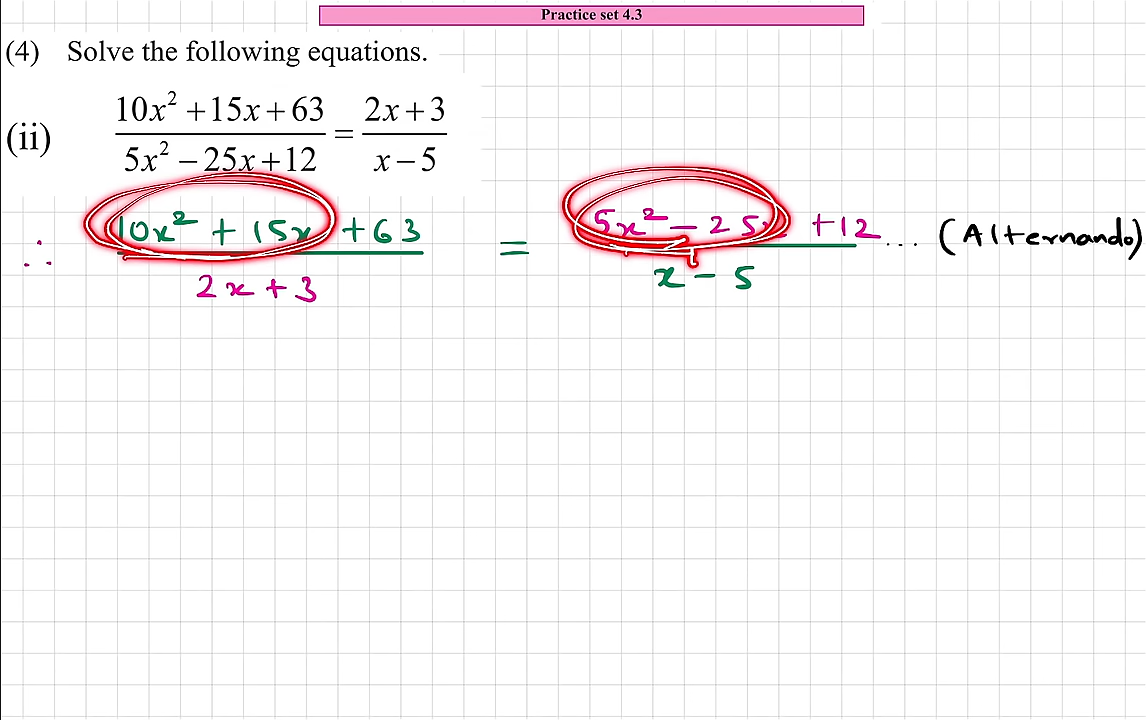 Practice set 4.3
(4) Solve the following equations.
(ii) 10x² + 15x + 63 / 5x² − 25x + 12 = 2x + 3 / x − 5
∴ 10x² + 15x + 63 / 2x + 3 = 5x² − 25x + 12 / x − 5 ... (Alternando)